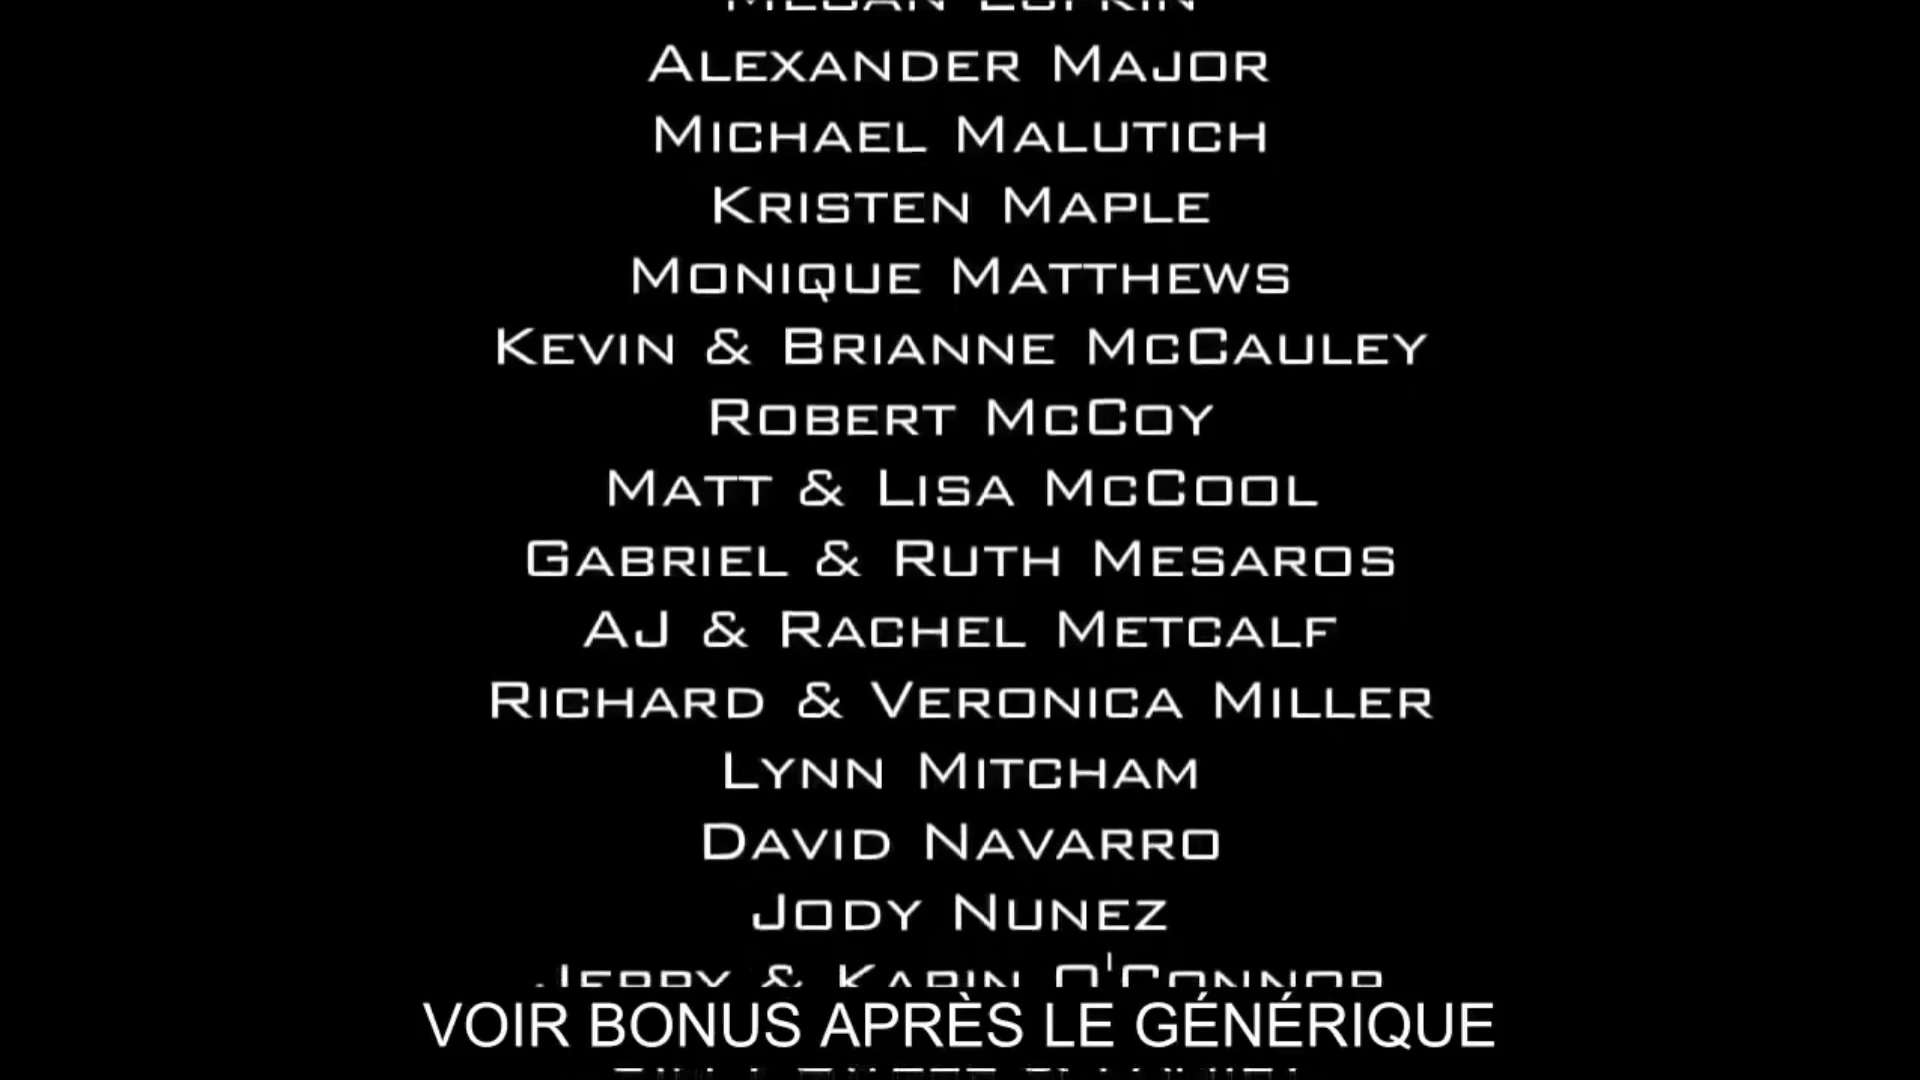 Alexander Major
Michael Malutich
Kristen Maple
Monique Matthews
Kevin & Brianne McCauley
Robert McCoy
Matt & Lisa McCool
Gabriel & Ruth Mesaros
AJ & Rachel Metcalf
Richard & Veronica Miller
Lynn Mitcham
David Navarro
Jody Nunez
Jerry & Karin O'Connor
VOIR BONUS APRÈS LE GÉNÉRIQUE